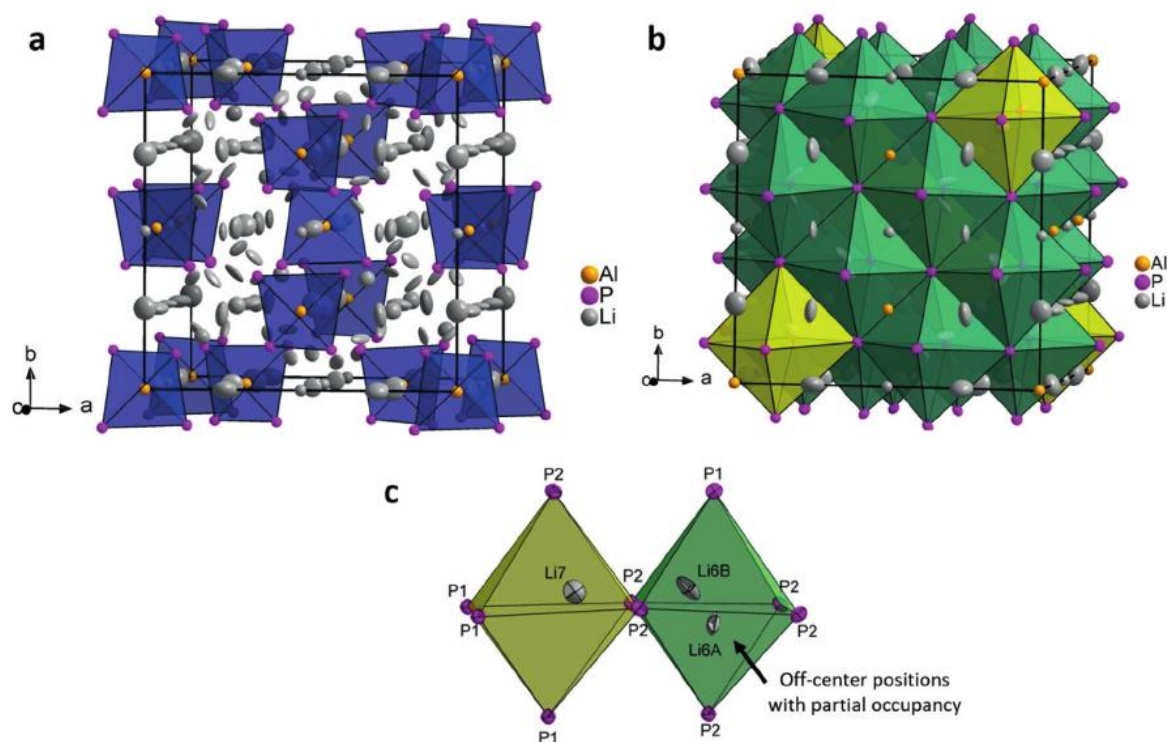 a
Al
P
Li
b
c
a
b
Al
P
Li
b
c
a
c
P2
P1
Li7
P2
Li6B
P2
P1
P1
P2
Li6A
P2
Off-center positions
with partial occupancy
P1
P2